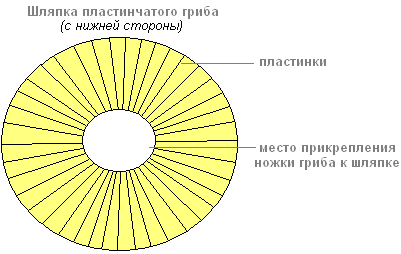 Шляпка пластинчатого гриба
(с нижней стороны)
пластинки
место прикрепления
ножки гриба к шляпке